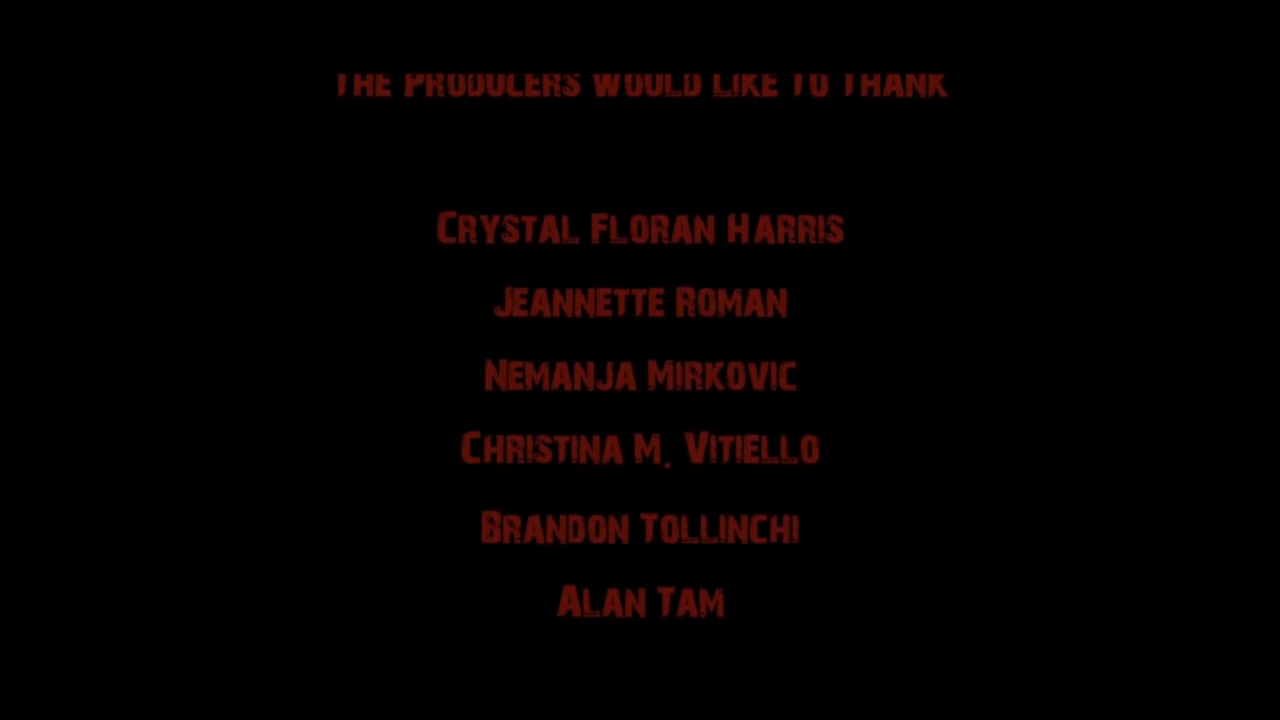 The Producers would like to thank
Crystal Floran Harris
Jeannette Roman
Nemanja Mirkovic
Christina M. Vitiello
Brandon Tollinchi
Alan Tam